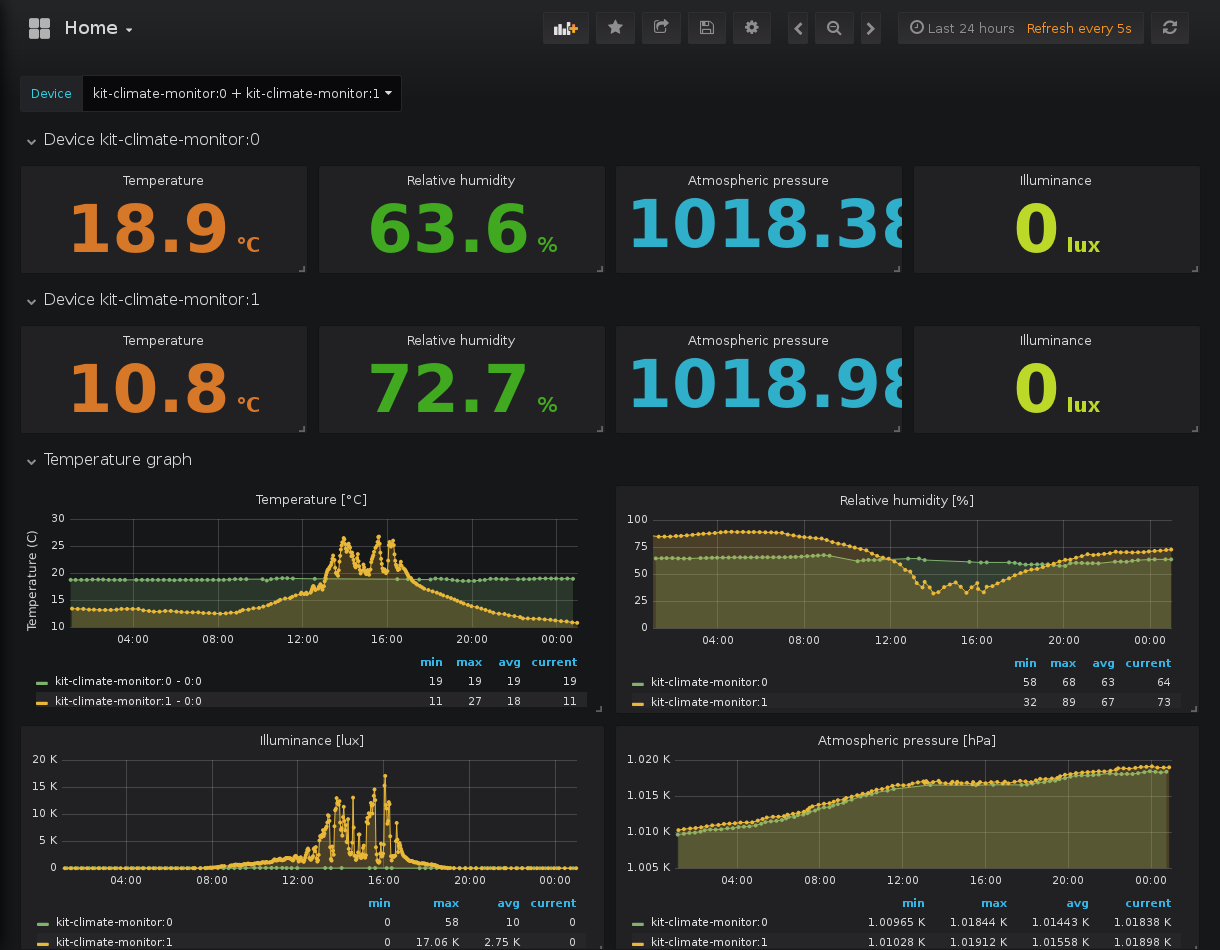 Home
Last 24 hours Refresh every 5s
Device kit-climate-monitor:0 + kit-climate-monitor:1
Device kit-climate-monitor:0
Temperature Relative humidity Atmospheric pressure Illuminance
18.9 °C 63.6 % 1018.38 0 lux
Device kit-climate-monitor:1
Temperature Relative humidity Atmospheric pressure Illuminance
10.8 °C 72.7 % 1018.98 0 lux
Temperature graph
Temperature [°C]
Temperature (C)
30
25
20
15
10
04:00 08:00 12:00 16:00 20:00 00:00
min max avg current
kit-climate-monitor:0 - 0:0 19 19 19 19
kit-climate-monitor:1 - 0:0 11 27 18 11
Relative humidity [%]
100
75
50
25
0
04:00 08:00 12:00 16:00 20:00 00:00
min max avg current
kit-climate-monitor:0 58 68 63 64
kit-climate-monitor:1 32 89 67 73
Illuminance [lux]
20 K
15 K
10 K
5 K
0
04:00 08:00 12:00 16:00 20:00 00:00
min max avg current
kit-climate-monitor:0 0 58 10 0
kit-climate-monitor:1 0 17.06 K 2.75 K 0
Atmospheric pressure [hPa]
1.020 K
1.015 K
1.010 K
1.005 K
04:00 08:00 12:00 16:00 20:00 00:00
min max avg current
kit-climate-monitor:0 1.00965 K 1.01844 K 1.01443 K 1.01838 K
kit-climate-monitor:1 1.01028 K 1.01912 K 1.01558 K 1.01898 K